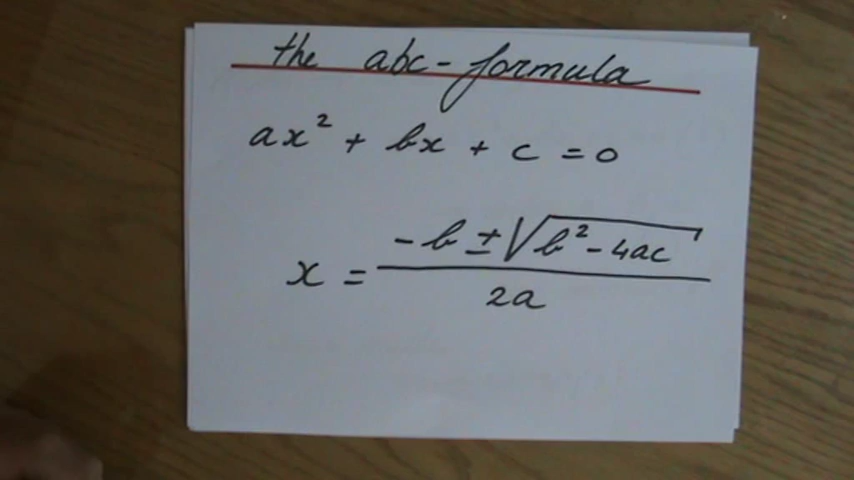 the abc-formula
ax² + bx + c = 0
x = (-b ± √(b² - 4ac)) / 2a